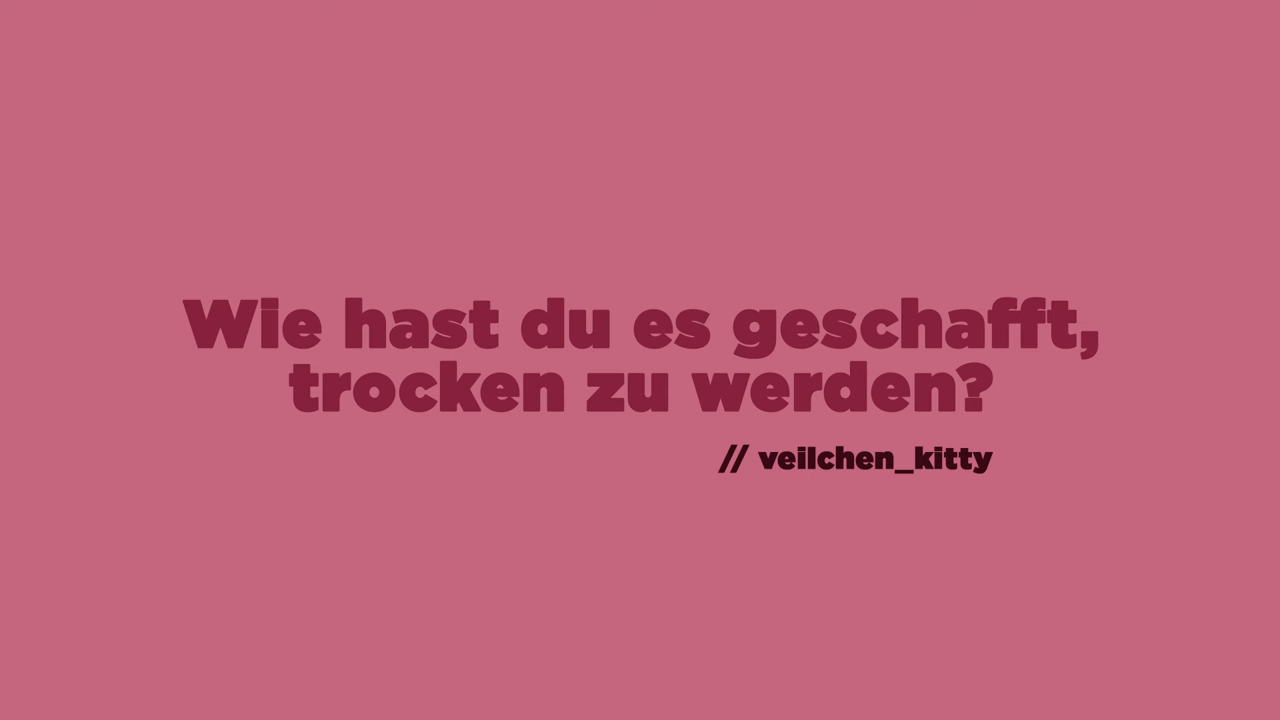 Wie hast du es geschafft,
trocken zu werden?
// veilchen_kitty